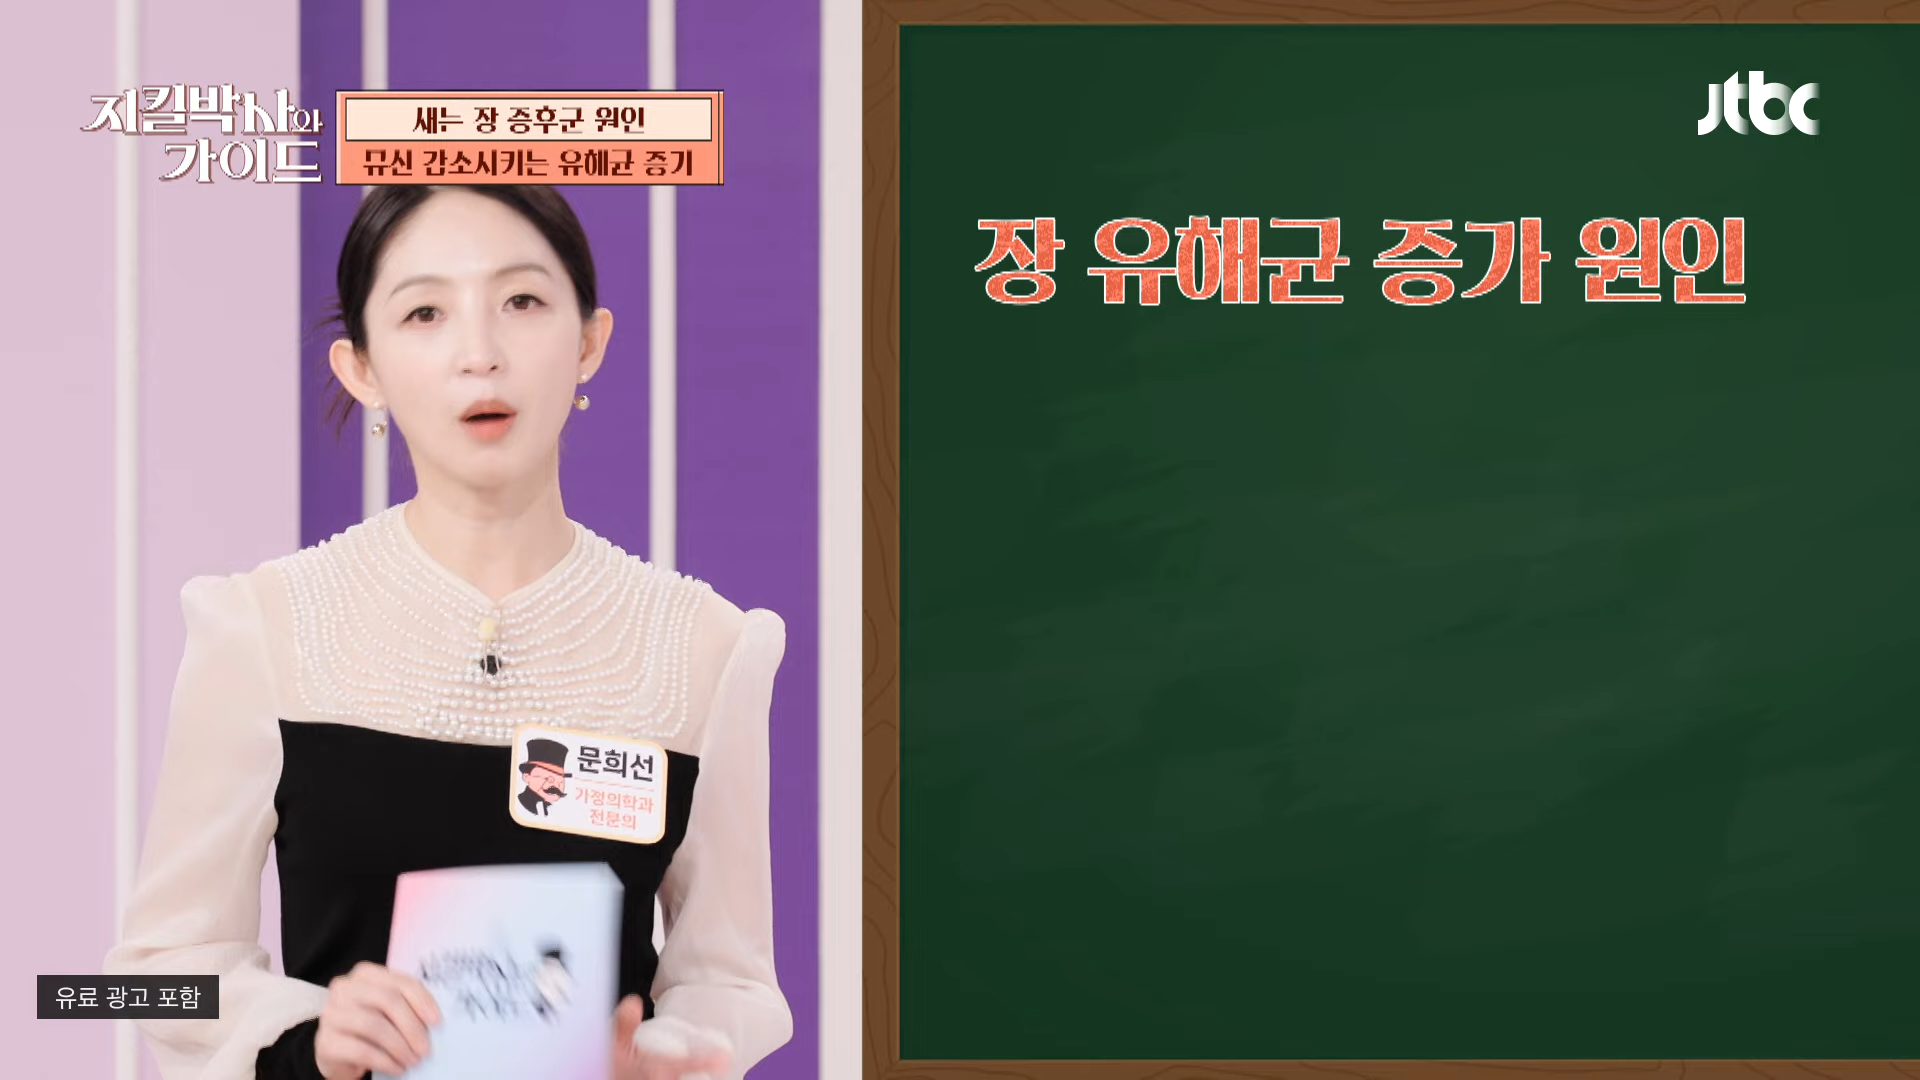 지킬박사와
가이드
새는 장 증후군 원인
뮤신 감소시키는 유해균 증가
jtbc
장 유해균 증가 원인
문희선
가정의학과
전문의
유료 광고 포함